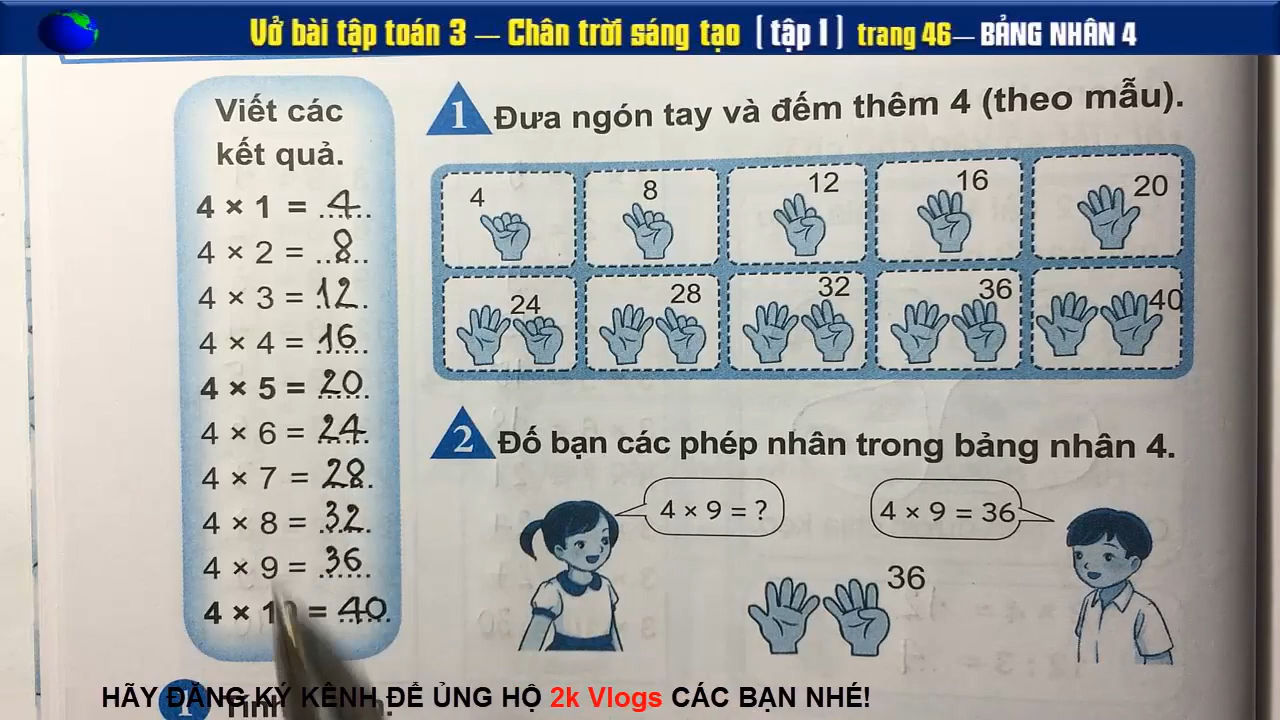 Vở bài tập toán 3 – Chân trời sáng tạo ( tập 1 ) trang 46– BẢNG NHÂN 4
Viết các
kết quả.
4 × 1 = 4
4 × 2 = 8
4 × 3 = 12
4 × 4 = 16
4 × 5 = 20
4 × 6 = 24
4 × 7 = 28
4 × 8 = 32
4 × 9 = 36
4 × 10 = 40
1 Đưa ngón tay và đếm thêm 4 (theo mẫu).
4 8 12 16 20
24 28 32 36 40
2 Đố bạn các phép nhân trong bảng nhân 4.
4 × 9 = ?
4 × 9 = 36
36
1 Tính
HÃY ĐĂNG KÝ KÊNH ĐỂ ỦNG HỘ 2k Vlogs CÁC BẠN NHÉ!